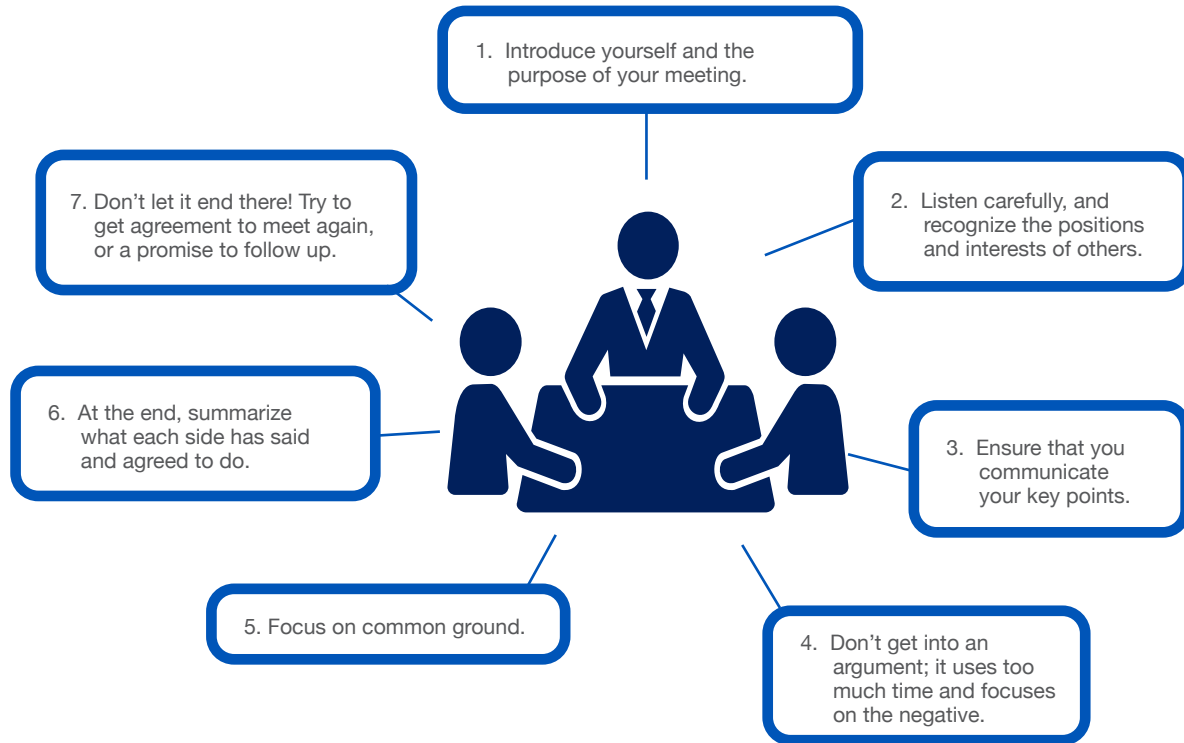 1. Introduce yourself and the
purpose of your meeting.
2. Listen carefully, and
recognize the positions
and interests of others.
3. Ensure that you
communicate
your key points.
4. Don’t get into an
argument; it uses too
much time and focuses
on the negative.
5. Focus on common ground.
6. At the end, summarize
what each side has said
and agreed to do.
7. Don’t let it end there! Try to
get agreement to meet again,
or a promise to follow up.